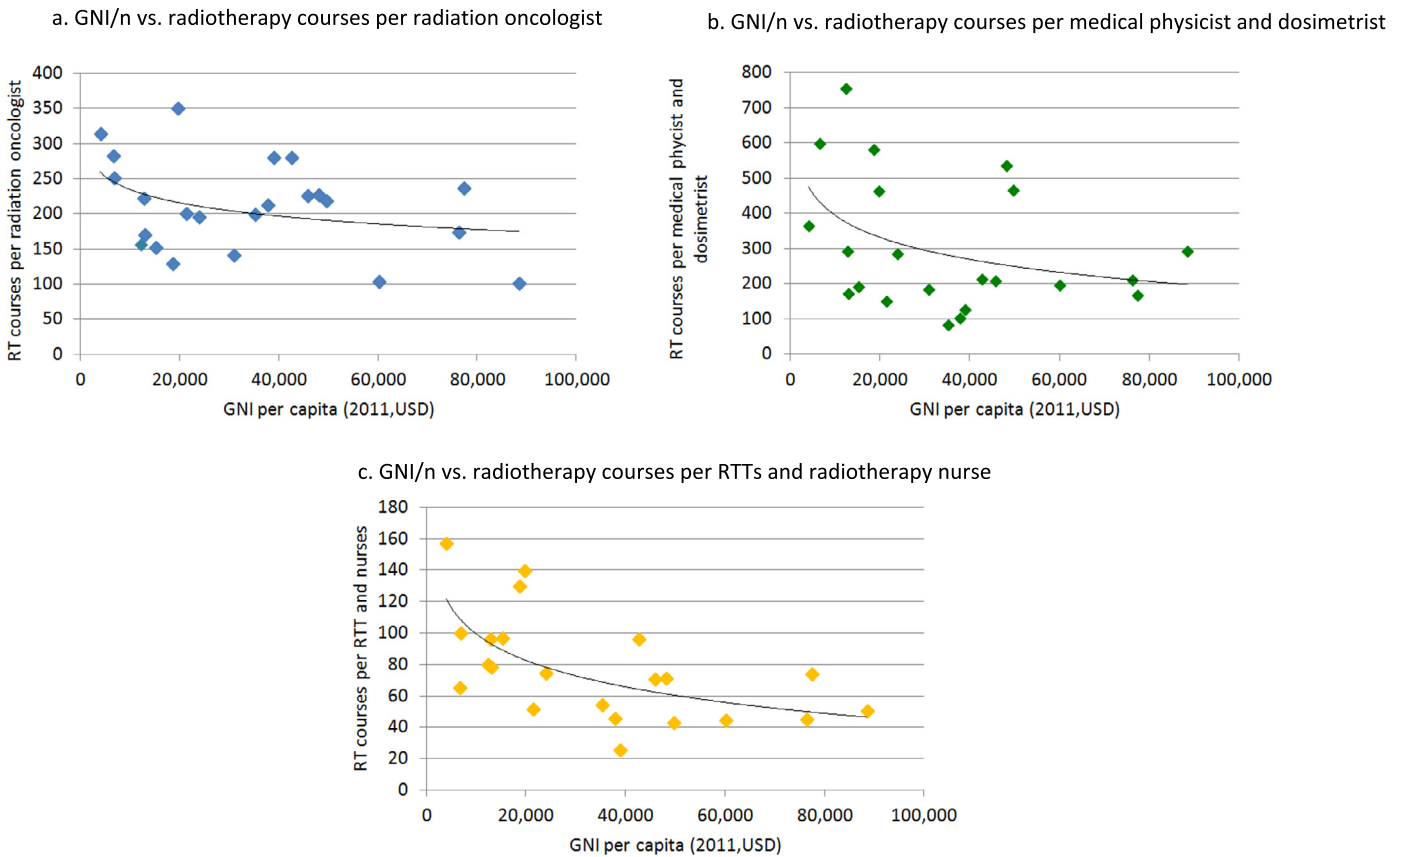 a. GNI/n vs. radiotherapy courses per radiation oncologist
RT courses per radiation oncologist
400
350
300
250
200
150
100
50
0
0 20,000 40,000 60,000 80,000 100,000
GNI per capita (2011,USD)
b. GNI/n vs. radiotherapy courses per medical physicist and dosimetrist
RT courses per medical phycist and
dosimetrist
800
700
600
500
400
300
200
100
0
0 20,000 40,000 60,000 80,000 100,000
GNI per capita (2011,USD)
c. GNI/n vs. radiotherapy courses per RTTs and radiotherapy nurse
RT courses per RTT and nurses
180
160
140
120
100
80
60
40
20
0
0 20,000 40,000 60,000 80,000 100,000
GNI per capita (2011,USD)